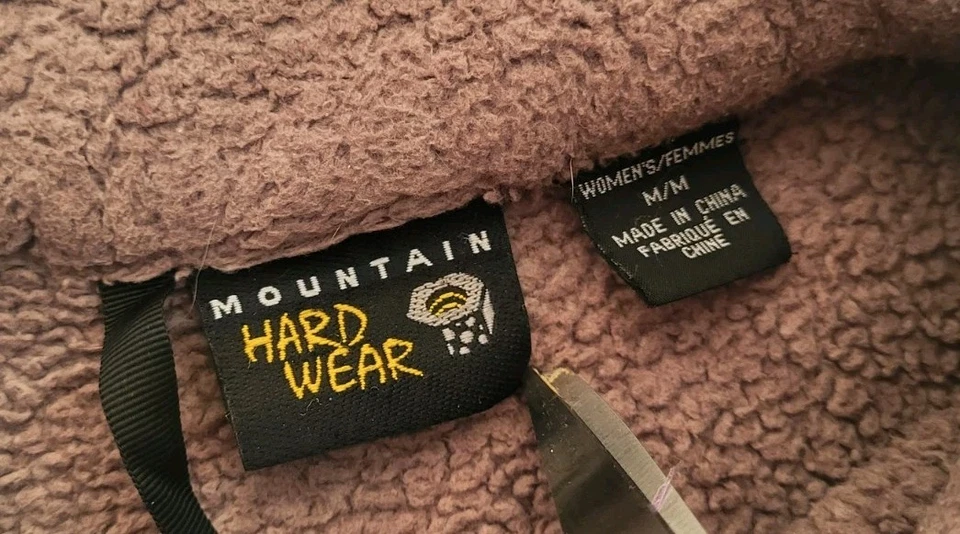 MOUNTAIN
HARD
WEAR
WOMEN'S/FEMMES
M/M
MADE IN CHINA
FABRIQUÉ EN
CHINE